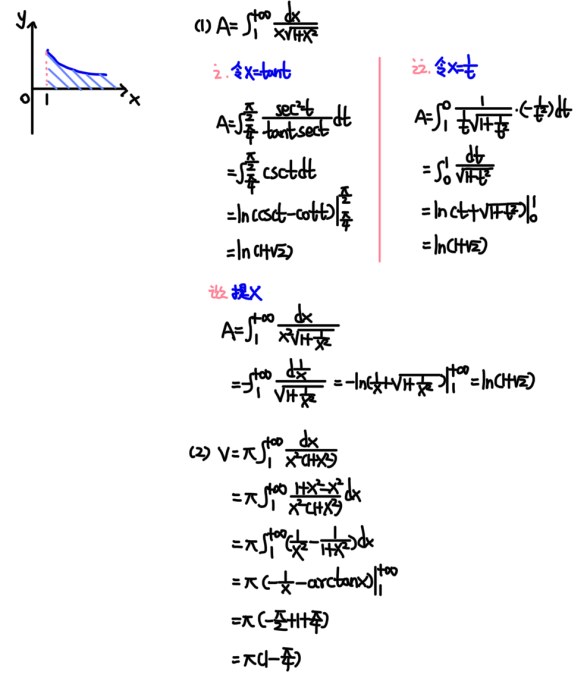 y
O 1 x
(1) A=∫₁^{+∞} dx/(x√(1+x²))
i. 令x=tant
A=∫_{π/4}^{π/2} sec²t/(tant sect) dt
=∫_{π/4}^{π/2} csctdt
=ln(csct-cott)|_{π/4}^{π/2}
=ln(1+√2)
ii. 令x=1/t
A=∫₁⁰ 1/((1/t)√(1+1/t²))·(-1/t²)dt
=∫₀¹ dt/√(1+t²)
=ln(t+√(1+t²))|₀¹
=ln(1+√2)
iii. 提x
A=∫₁^{+∞} dx/(x²√(1+1/x²))
=-∫₁^{+∞} d(1/x)/√(1+1/x²) =-ln(1/x+√(1+1/x²))|₁^{+∞}=ln(1+√2)
(2) V=π∫₁^{+∞} dx/(x²(1+x²))
=π∫₁^{+∞} (1+x²-x²)/(x²(1+x²)) dx
=π∫₁^{+∞}(1/x²-1/(1+x²))dx
=π(-1/x-arctanx)|₁^{+∞}
=π(-π/2+1+π/4)
=π(1-π/4)